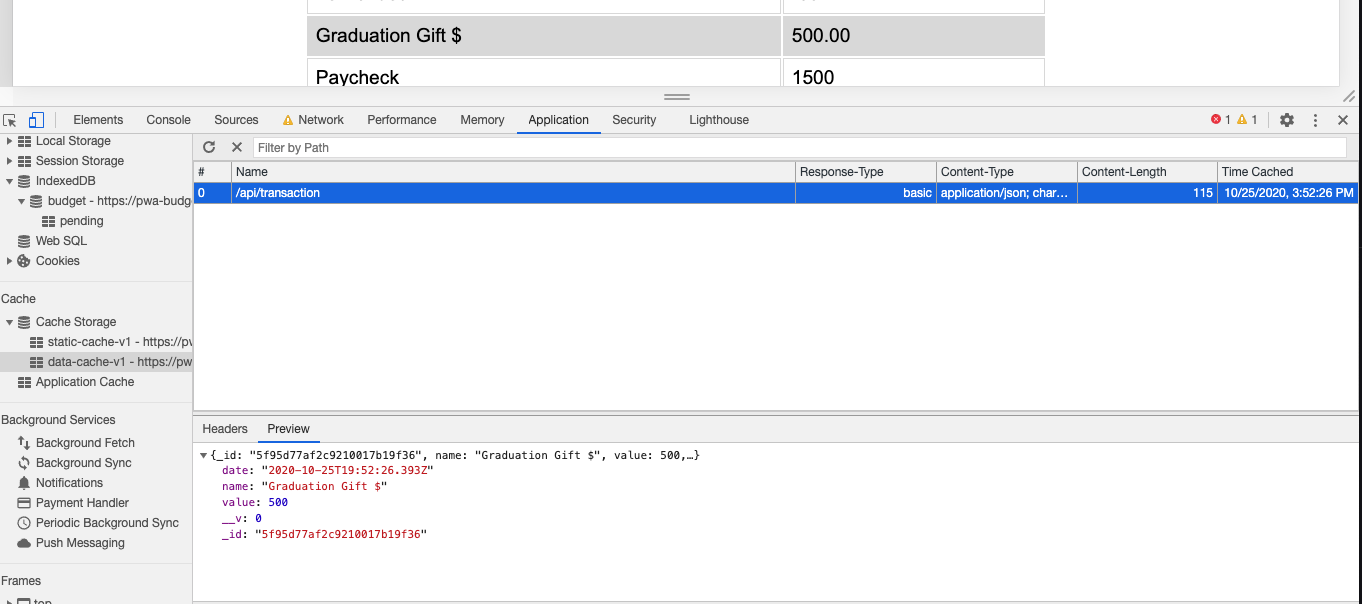 Graduation Gift $ 500.00
Paycheck 1500
Elements Console Sources Network Performance Memory Application Security Lighthouse 1 1
Local Storage
Session Storage
IndexedDB
budget - https://pwa-budg
pending
Web SQL
Cookies
Cache
Cache Storage
static-cache-v1 - https://pw
data-cache-v1 - https://pw
Application Cache
Background Services
Background Fetch
Background Sync
Notifications
Payment Handler
Periodic Background Sync
Push Messaging
Frames
top
Filter by Path
# Name Response-Type Content-Type Content-Length Time Cached
0 /api/transaction basic application/json; char… 115 10/25/2020, 3:52:26 PM
Headers Preview
{_id: "5f95d77af2c9210017b19f36", name: "Graduation Gift $", value: 500,…}
date: "2020-10-25T19:52:26.393Z"
name: "Graduation Gift $"
value: 500
__v: 0
_id: "5f95d77af2c9210017b19f36"